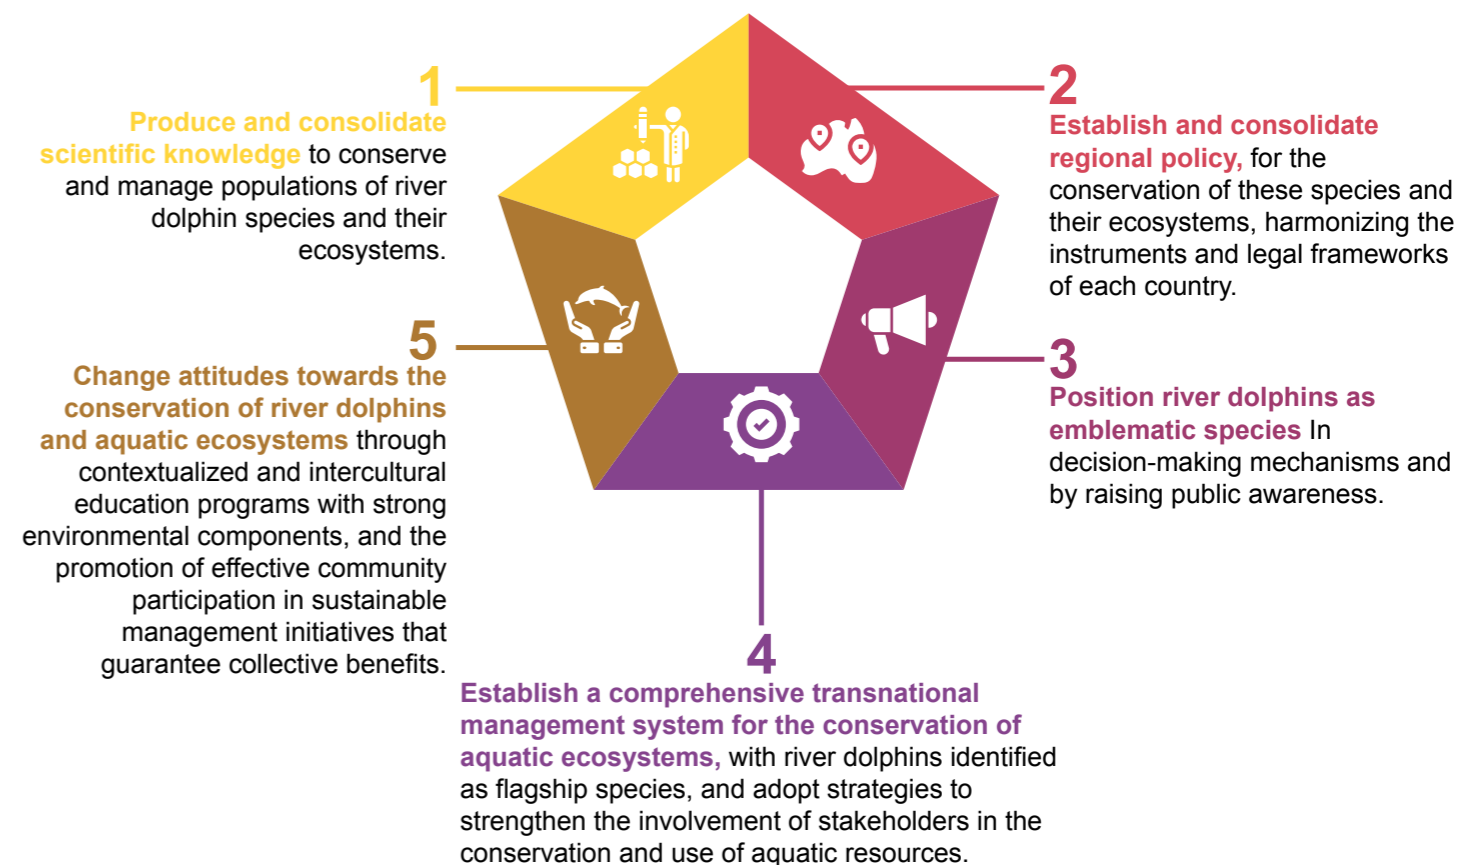 1
Produce and consolidate
scientific knowledge to conserve
and manage populations of river
dolphin species and their
ecosystems.
2
Establish and consolidate
regional policy, for the
conservation of these species and
their ecosystems, harmonizing the
instruments and legal frameworks
of each country.
3
Position river dolphins as
emblematic species In
decision-making mechanisms and
by raising public awareness.
4
Establish a comprehensive transnational
management system for the conservation of
aquatic ecosystems, with river dolphins identified
as flagship species, and adopt strategies to
strengthen the involvement of stakeholders in the
conservation and use of aquatic resources.
5
Change attitudes towards the
conservation of river dolphins
and aquatic ecosystems through
contextualized and intercultural
education programs with strong
environmental components, and the
promotion of effective community
participation in sustainable
management initiatives that
guarantee collective benefits.